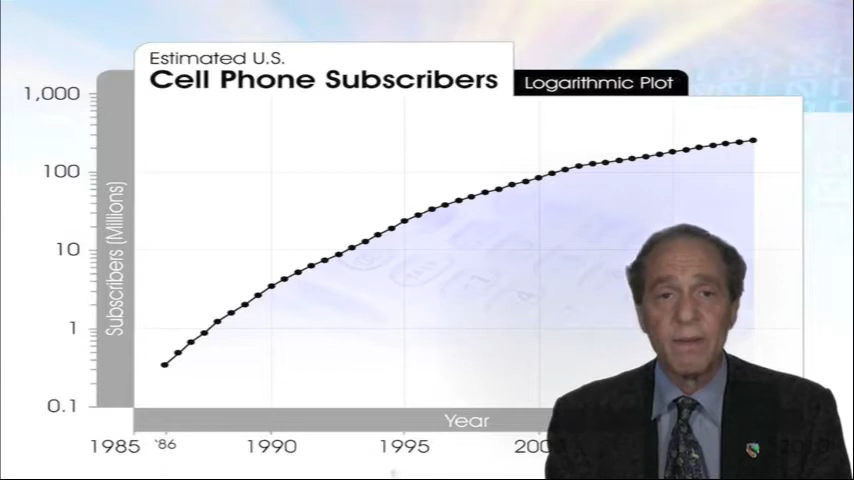 Estimated U.S.
Cell Phone Subscribers
Logarithmic Plot
1,000
100
10
1
0.1
Subscribers (Millions)
Year
1985 '86 1990 1995